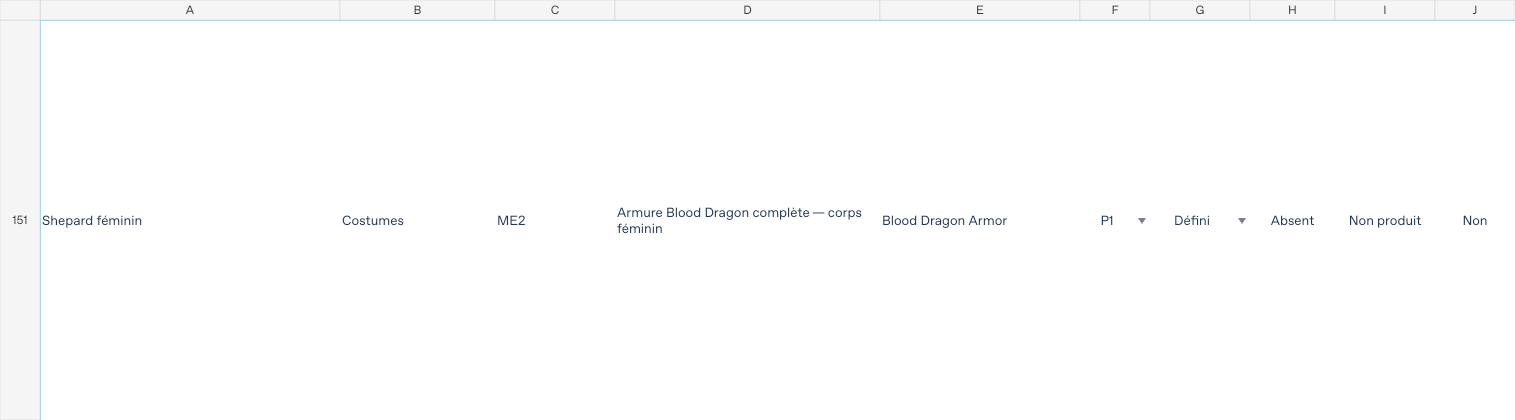 A B C D E F G H I J
151 Shepard féminin Costumes ME2 Armure Blood Dragon complète — corps féminin Blood Dragon Armor P1 Défini Absent Non produit Non